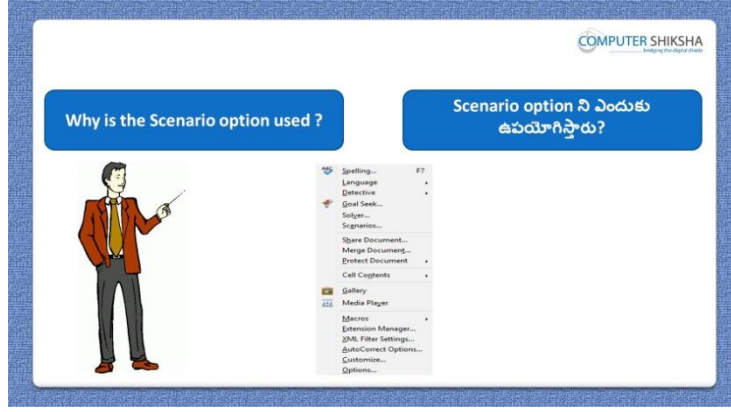 COMPUTER SHIKSHA
bridging the digital divide
Why is the Scenario option used ?
Scenario option ని ఎందుకు
ఉపయోగిస్తారు?
Spelling... F7
Language
Detective
Goal Seek...
Solver...
Scenarios...
Share Document...
Merge Document...
Protect Document
Cell Contents
Gallery
Media Player
Macros
Extension Manager...
XML Filter Settings...
AutoCorrect Options...
Customize...
Options...